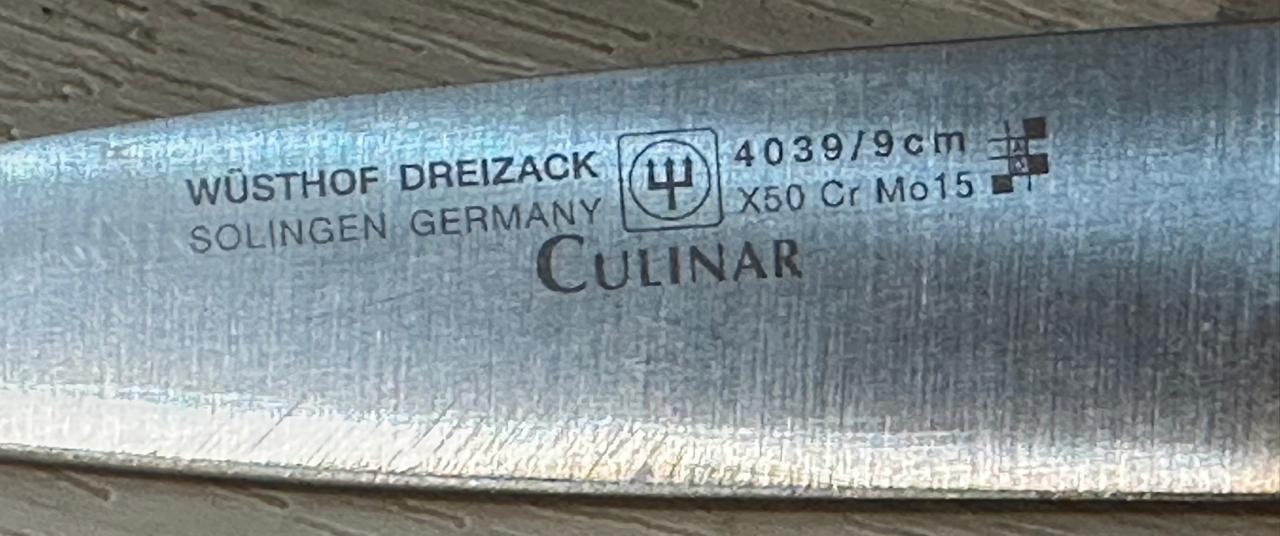 WÜSTHOF DREIZACK
SOLINGEN GERMANY
4039/9cm
X50 Cr Mo15
CULINAR